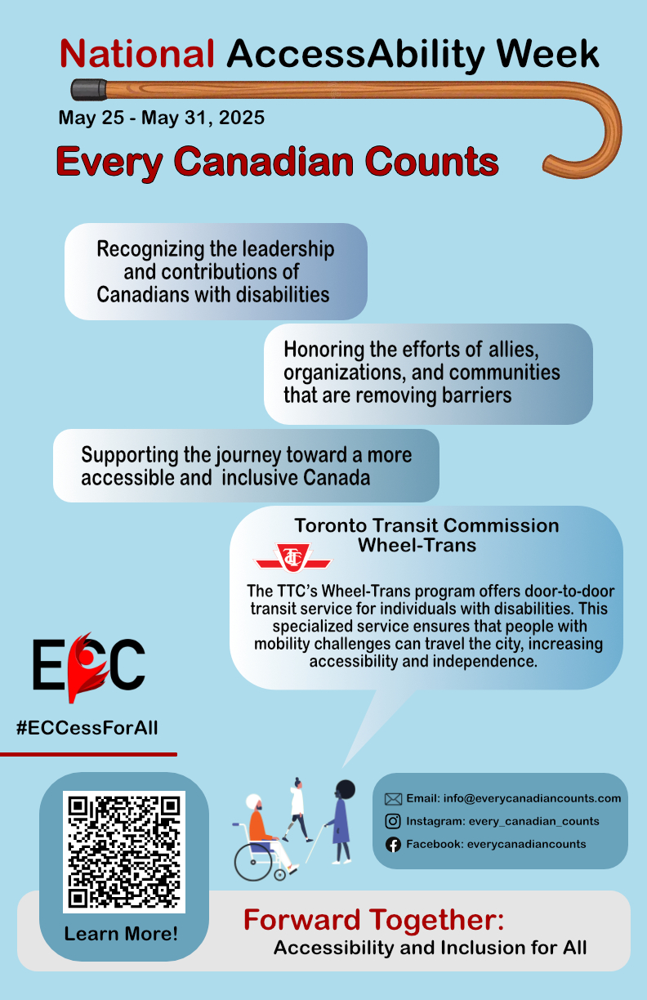 National AccessAbility Week
May 25 - May 31, 2025
Every Canadian Counts
Recognizing the leadership
and contributions of
Canadians with disabilities
Honoring the efforts of allies,
organizations, and communities
that are removing barriers
Supporting the journey toward a more
accessible and inclusive Canada
Toronto Transit Commission
Wheel-Trans
TTC
The TTC's Wheel-Trans program offers door-to-door
transit service for individuals with disabilities. This
specialized service ensures that people with
mobility challenges can travel the city, increasing
accessibility and independence.
ECC
#ECCessForAll
Email: info@everycanadiancounts.com
Instagram: every_canadian_counts
Facebook: everycanadiancounts
Learn More!
Forward Together:
Accessibility and Inclusion for All